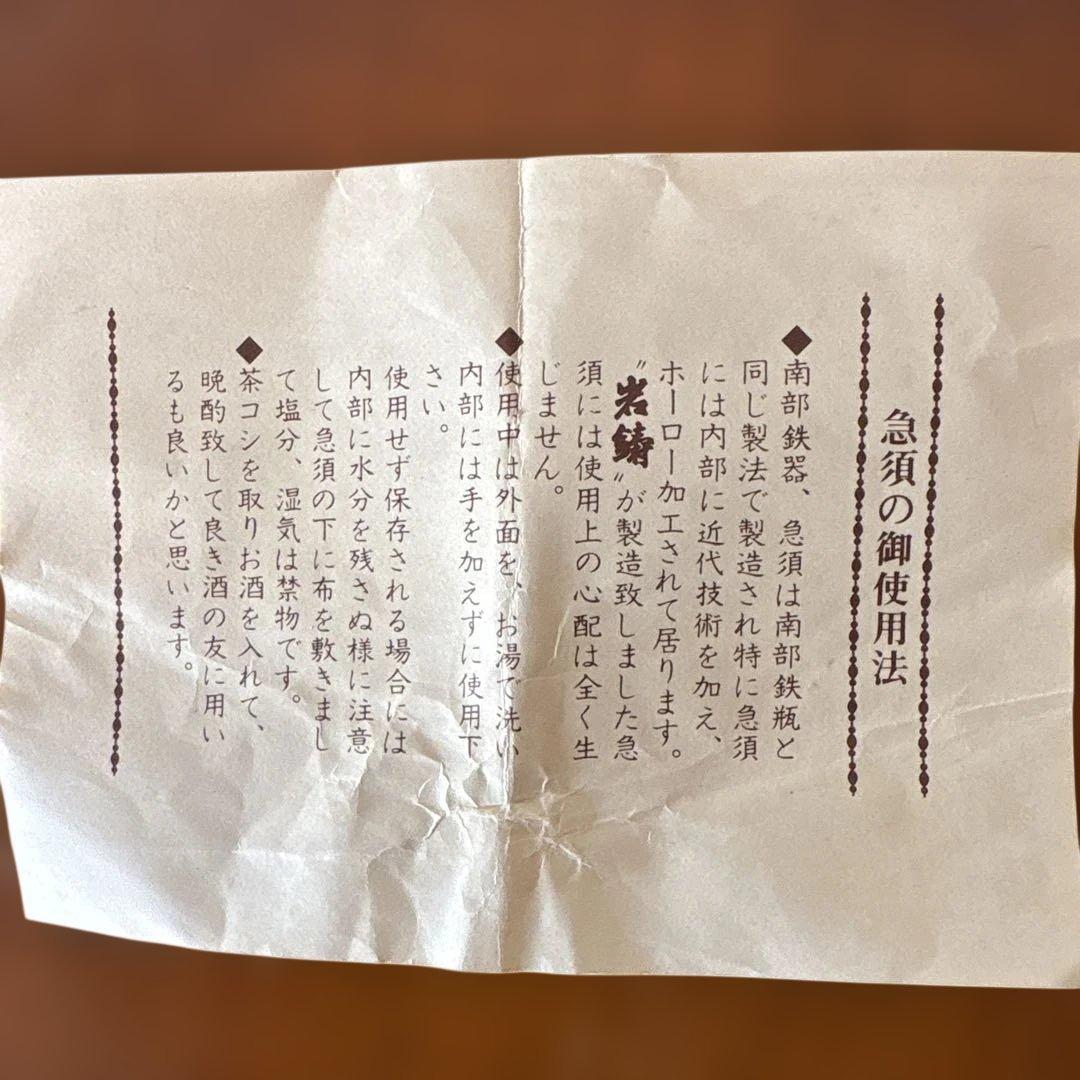 急須の御使用法
◆南部鉄器、急須は南部鉄瓶と
同じ製法で製造され特に急須
には内部に近代技術を加え、
ホーロー加工されて居ります。
〝岩鋳〟が製造致しました急
須には使用上の心配は全く生
じません。
◆使用中は外面を、お湯で洗い
内部には手を加えずに使用下
さい。
使用せず保存される場合には
内部に水分を残さぬ様に注意
して急須の下に布を敷きまし
て塩分、湿気は禁物です。
◆茶コシを取りお酒を入れて、
晩酌致して良き酒の友に用い
るも良いかと思います。